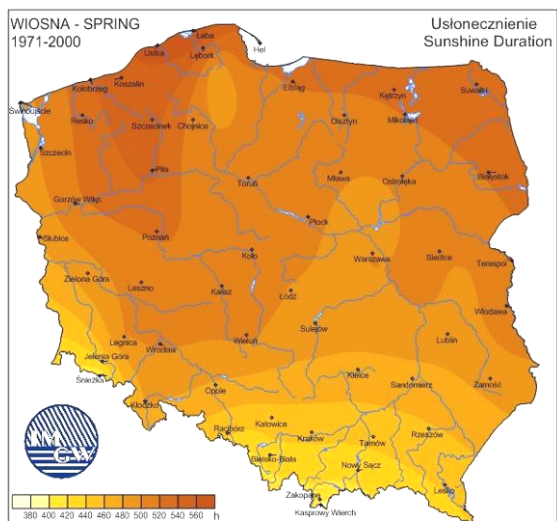 WIOSNA - SPRING
1971-2000
Usłonecznienie
Sunshine Duration
Łeba
Hel
Ustka
Lębork
Koszalin
Kołobrzeg
Elbląg
Kętrzyn
Suwałki
Świnoujście
Resko
Szczecinek
Chojnice
Olsztyn
Mikołajki
Szczecin
Piła
Toruń
Mława
Ostrołęka
Białystok
Gorzów Wlkp.
Płock
Słubice
Poznań
Koło
Warszawa
Siedlce
Terespol
Zielona Góra
Leszno
Kalisz
Łódź
Włodawa
Sulejów
Legnica
Wrocław
Wieluń
Lublin
Jelenia Góra
Śnieżka
Kielce
Sandomierz
Zamość
Kłodzko
Opole
Katowice
Racibórz
Kraków
Tarnów
Rzeszów
Bielsko-Biała
Nowy Sącz
Lesko
Zakopane
Kasprowy Wierch
IMGW
380 400 420 440 460 480 500 520 540 560 h